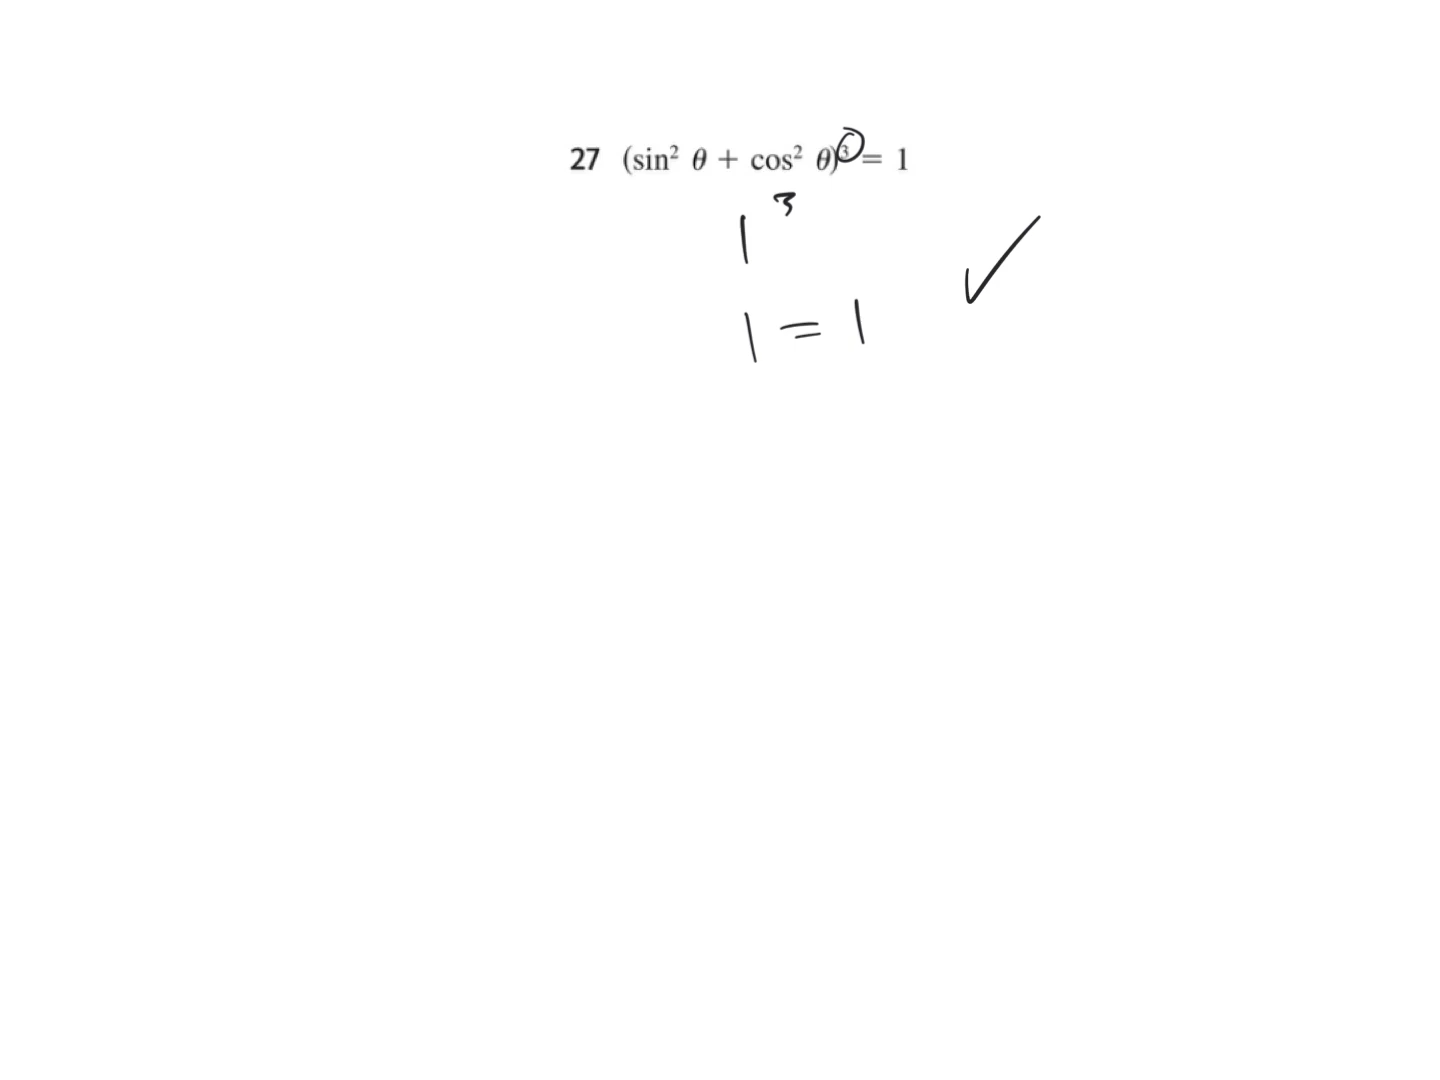 27 (sin² θ + cos² θ)³ = 1
1³
1 = 1 ✓